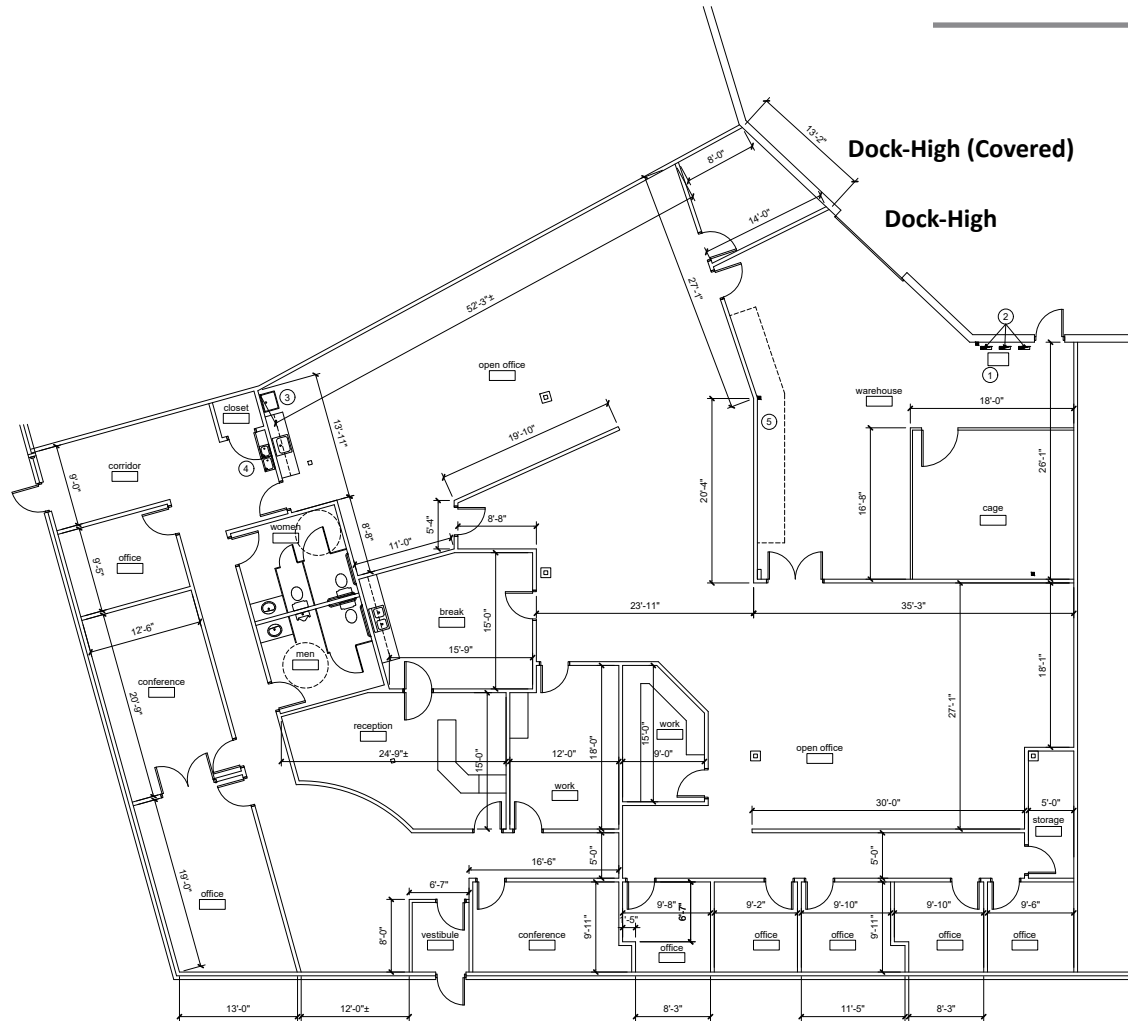 13'-2"
Dock-High (Covered)
8'-0"
14'-0"
Dock-High
27'-1"
52'-3"±
2
1
open office
3
closet
13'-11"
19'-10"
warehouse
18'-0"
5
4
corridor
9'-0"
20'-4"
16'-8"
26'-1"
cage
5'-4"
8'-8"
women
8'-8"
11'-0"
office
9'-5"
break
15'-0"
23'-11"
35'-3"
12'-6"
men
15'-9"
conference
20'-9"
18'-1"
27'-1"
reception
24'-9"±
15'-0"
12'-0"
18'-0"
15'-0"
work
9'-0"
open office
work
30'-0"
5'-0"
storage
16'-6"
5'-0"
5'-0"
19'-0"
office
6'-7"
8'-0"
vestibule
conference
9'-11"
9'-8"
6'-7"
'-5"
office
9'-2"
office
9'-10"
office
9'-11"
9'-10"
office
9'-6"
office
13'-0"
12'-0"±
8'-3"
11'-5"
8'-3"